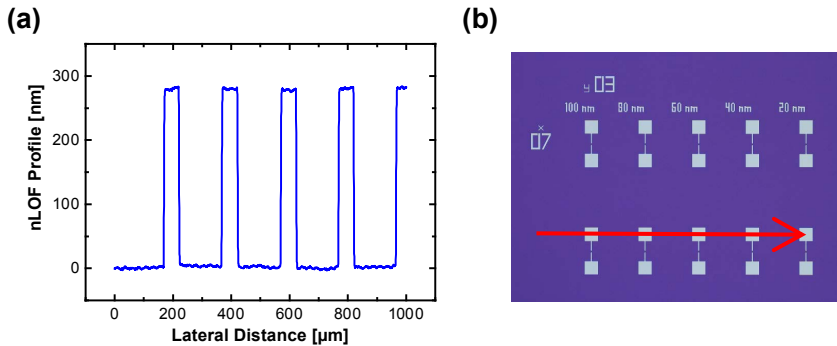 (a)
(b)
nLOF Profile [nm]
300
200
100
0
0
200
400
600
800
1000
Lateral Distance [µm]
y 03
100 nm
80 nm
60 nm
40 nm
20 nm
x
07